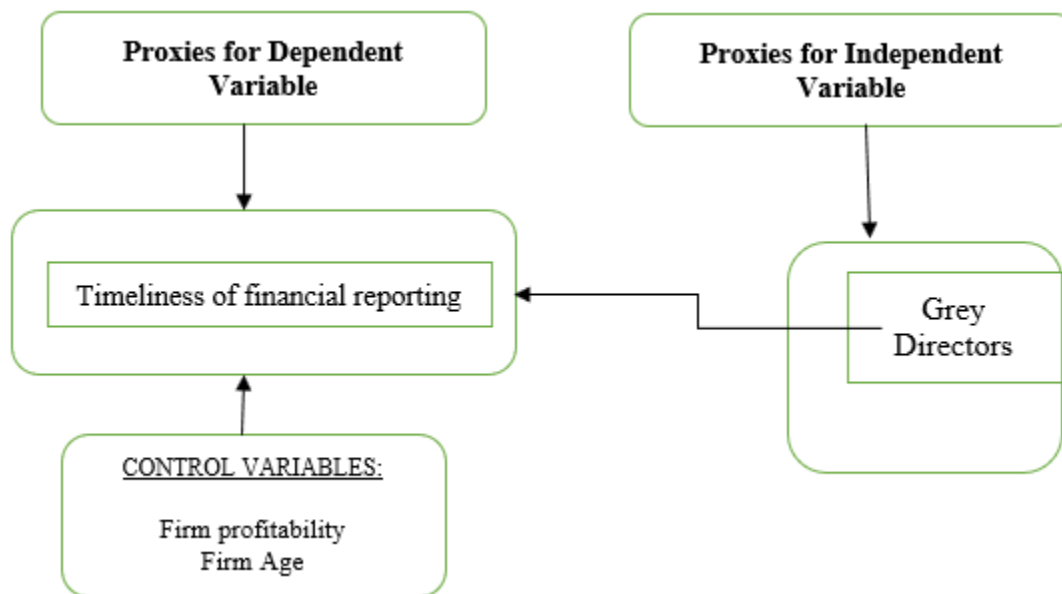 Proxies for Dependent
Variable
Proxies for Independent
Variable
Timeliness of financial reporting
Grey
Directors
CONTROL VARIABLES:
Firm profitability
Firm Age